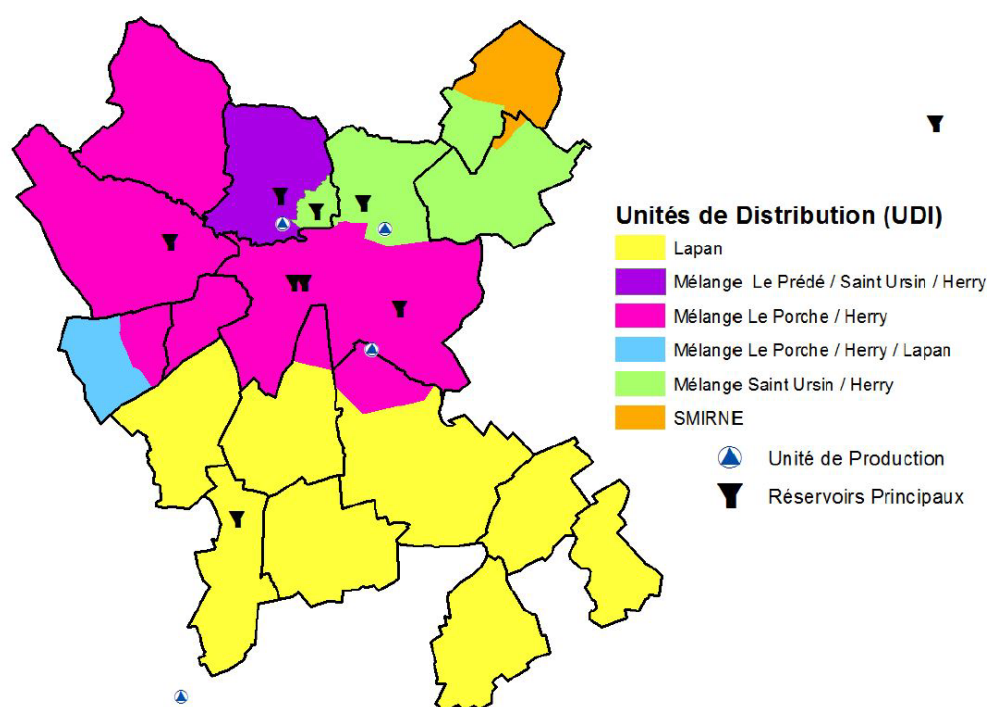 Unités de Distribution (UDI)
Lapan
Mélange Le Prédé / Saint Ursin / Herry
Mélange Le Porche / Herry
Mélange Le Porche / Herry / Lapan
Mélange Saint Ursin / Herry
SMIRNE
Unité de Production
Réservoirs Principaux